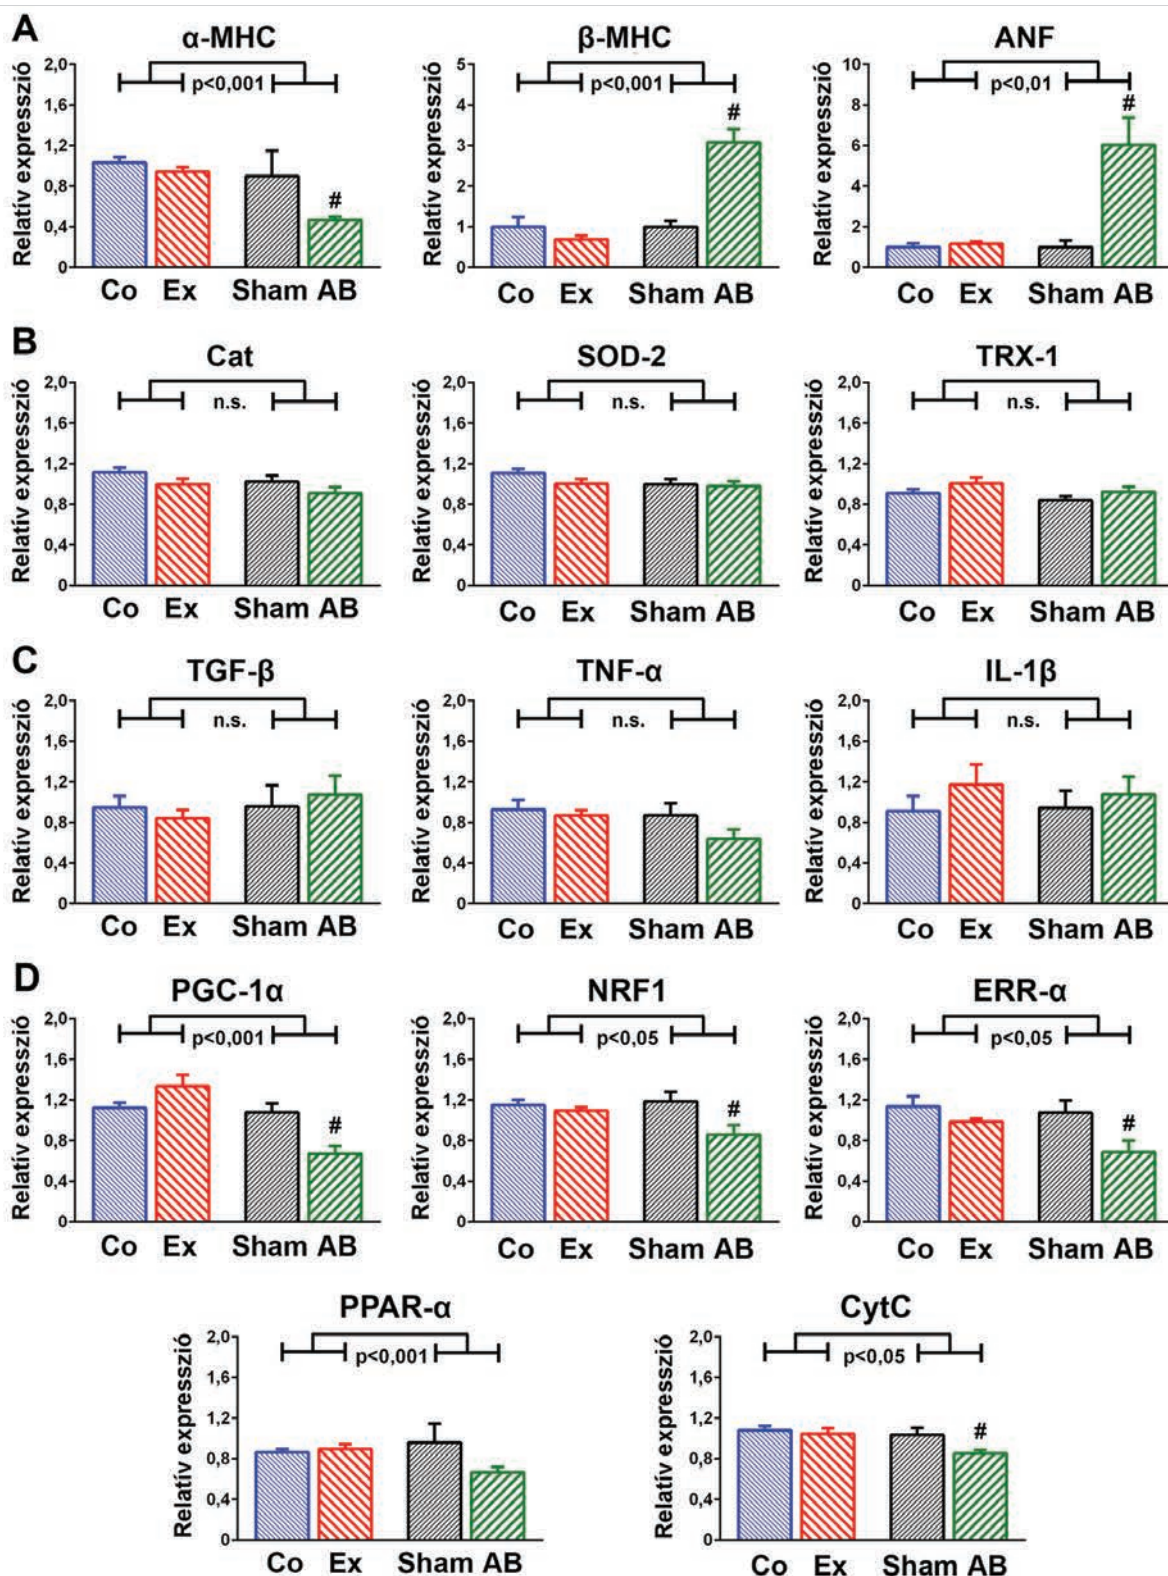 A
α-MHC
β-MHC
ANF
Relatív expresszió
2,0
1,6
1,2
0,8
0,4
0
p<0,001
#
Co Ex Sham AB
Relatív expresszió
5
4
3
2
1
0
p<0,001
#
Co Ex Sham AB
Relatív expresszió
10
8
6
4
2
0
p<0,01
#
Co Ex Sham AB
B
Cat
SOD-2
TRX-1
Relatív expresszió
2,0
1,6
1,2
0,8
0,4
0
n.s.
Co Ex Sham AB
Relatív expresszió
2,0
1,6
1,2
0,8
0,4
0
n.s.
Co Ex Sham AB
Relatív expresszió
2,0
1,6
1,2
0,8
0,4
0
n.s.
Co Ex Sham AB
C
TGF-β
TNF-α
IL-1β
Relatív expresszió
2,0
1,6
1,2
0,8
0,4
0
n.s.
Co Ex Sham AB
Relatív expresszió
2,0
1,6
1,2
0,8
0,4
0
n.s.
Co Ex Sham AB
Relatív expresszió
2,0
1,6
1,2
0,8
0,4
0
n.s.
Co Ex Sham AB
D
PGC-1α
NRF1
ERR-α
Relatív expresszió
2,0
1,6
1,2
0,8
0,4
0
p<0,001
#
Co Ex Sham AB
Relatív expresszió
2,0
1,6
1,2
0,8
0,4
0
p<0,05
#
Co Ex Sham AB
Relatív expresszió
2,0
1,6
1,2
0,8
0,4
0
p<0,05
#
Co Ex Sham AB
PPAR-α
CytC
Relatív expresszió
2,0
1,6
1,2
0,8
0,4
0
p<0,001
Co Ex Sham AB
Relatív expresszió
2,0
1,6
1,2
0,8
0,4
0
p<0,05
#
Co Ex Sham AB